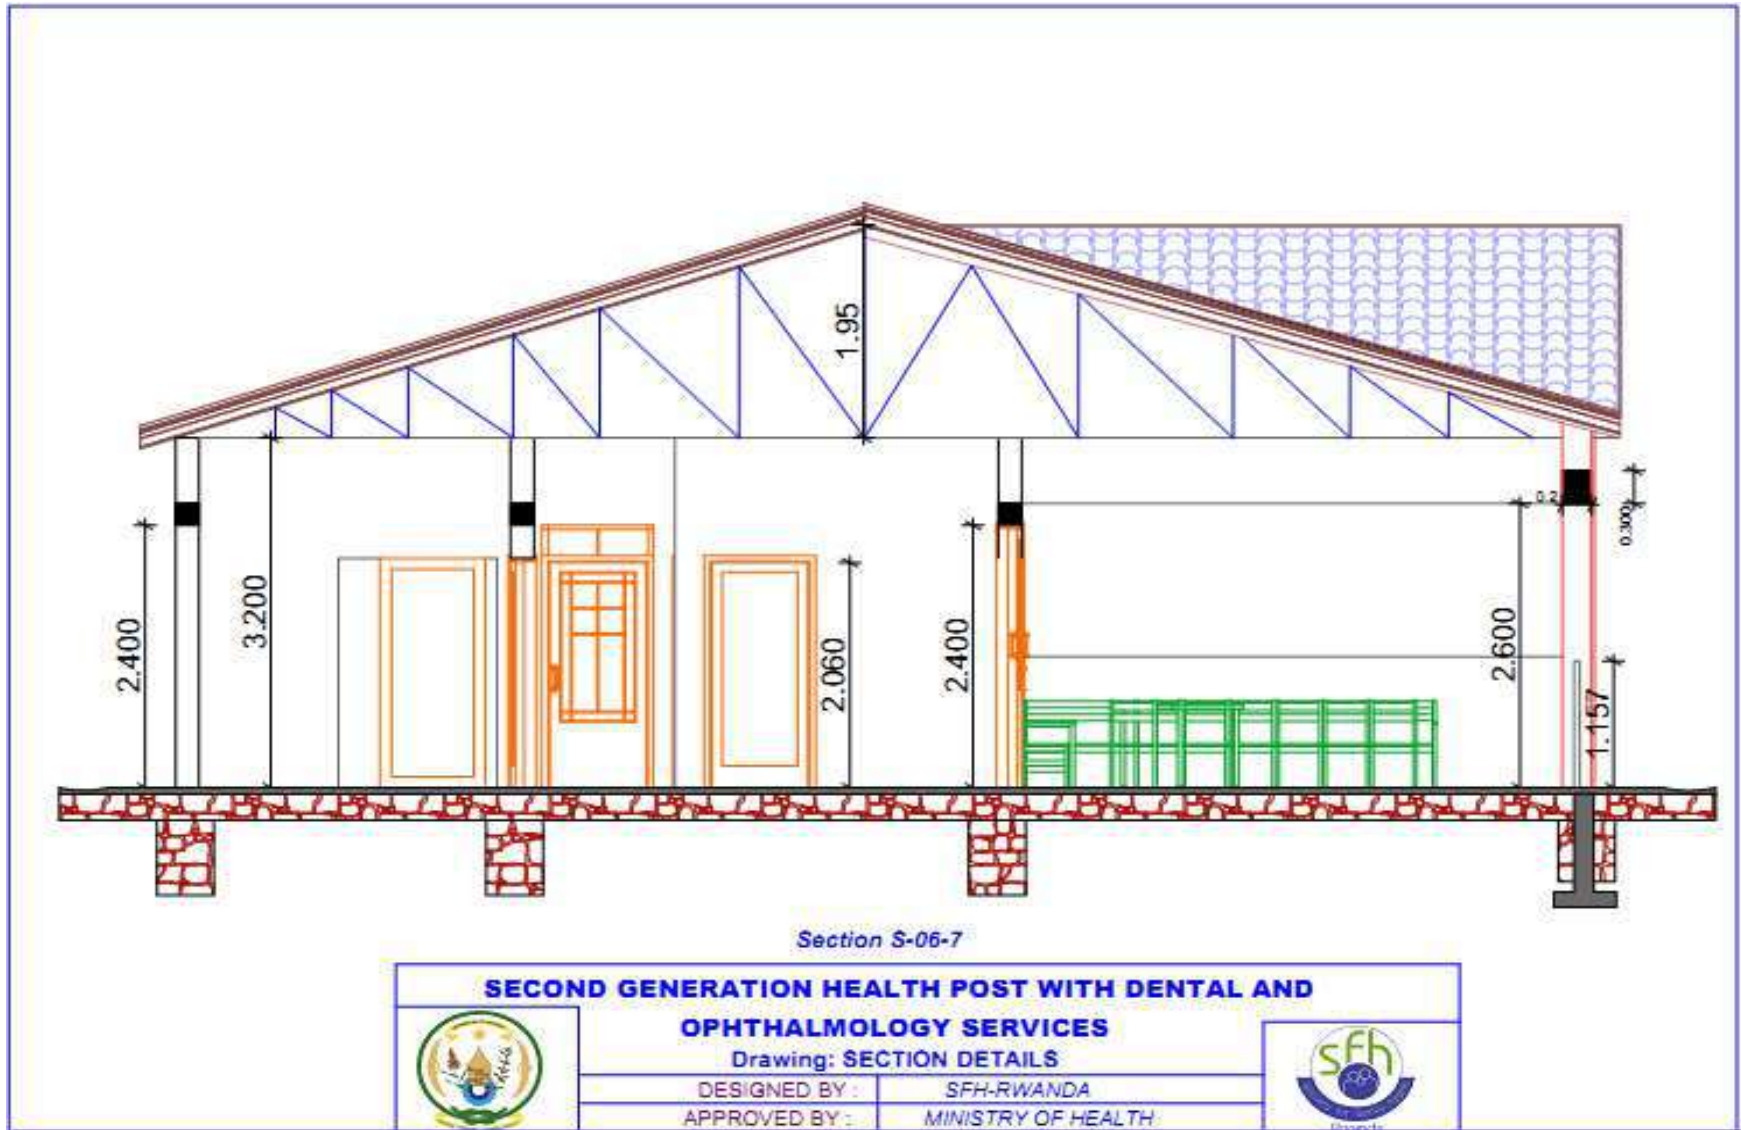 1.95
0.2
0.300
2.400
3.200
2.060
2.400
2.600
1.157
Section S-06-7
SECOND GENERATION HEALTH POST WITH DENTAL AND
OPHTHALMOLOGY SERVICES
Drawing: SECTION DETAILS
DESIGNED BY : SFH-RWANDA
APPROVED BY : MINISTRY OF HEALTH
sfh
Rwanda